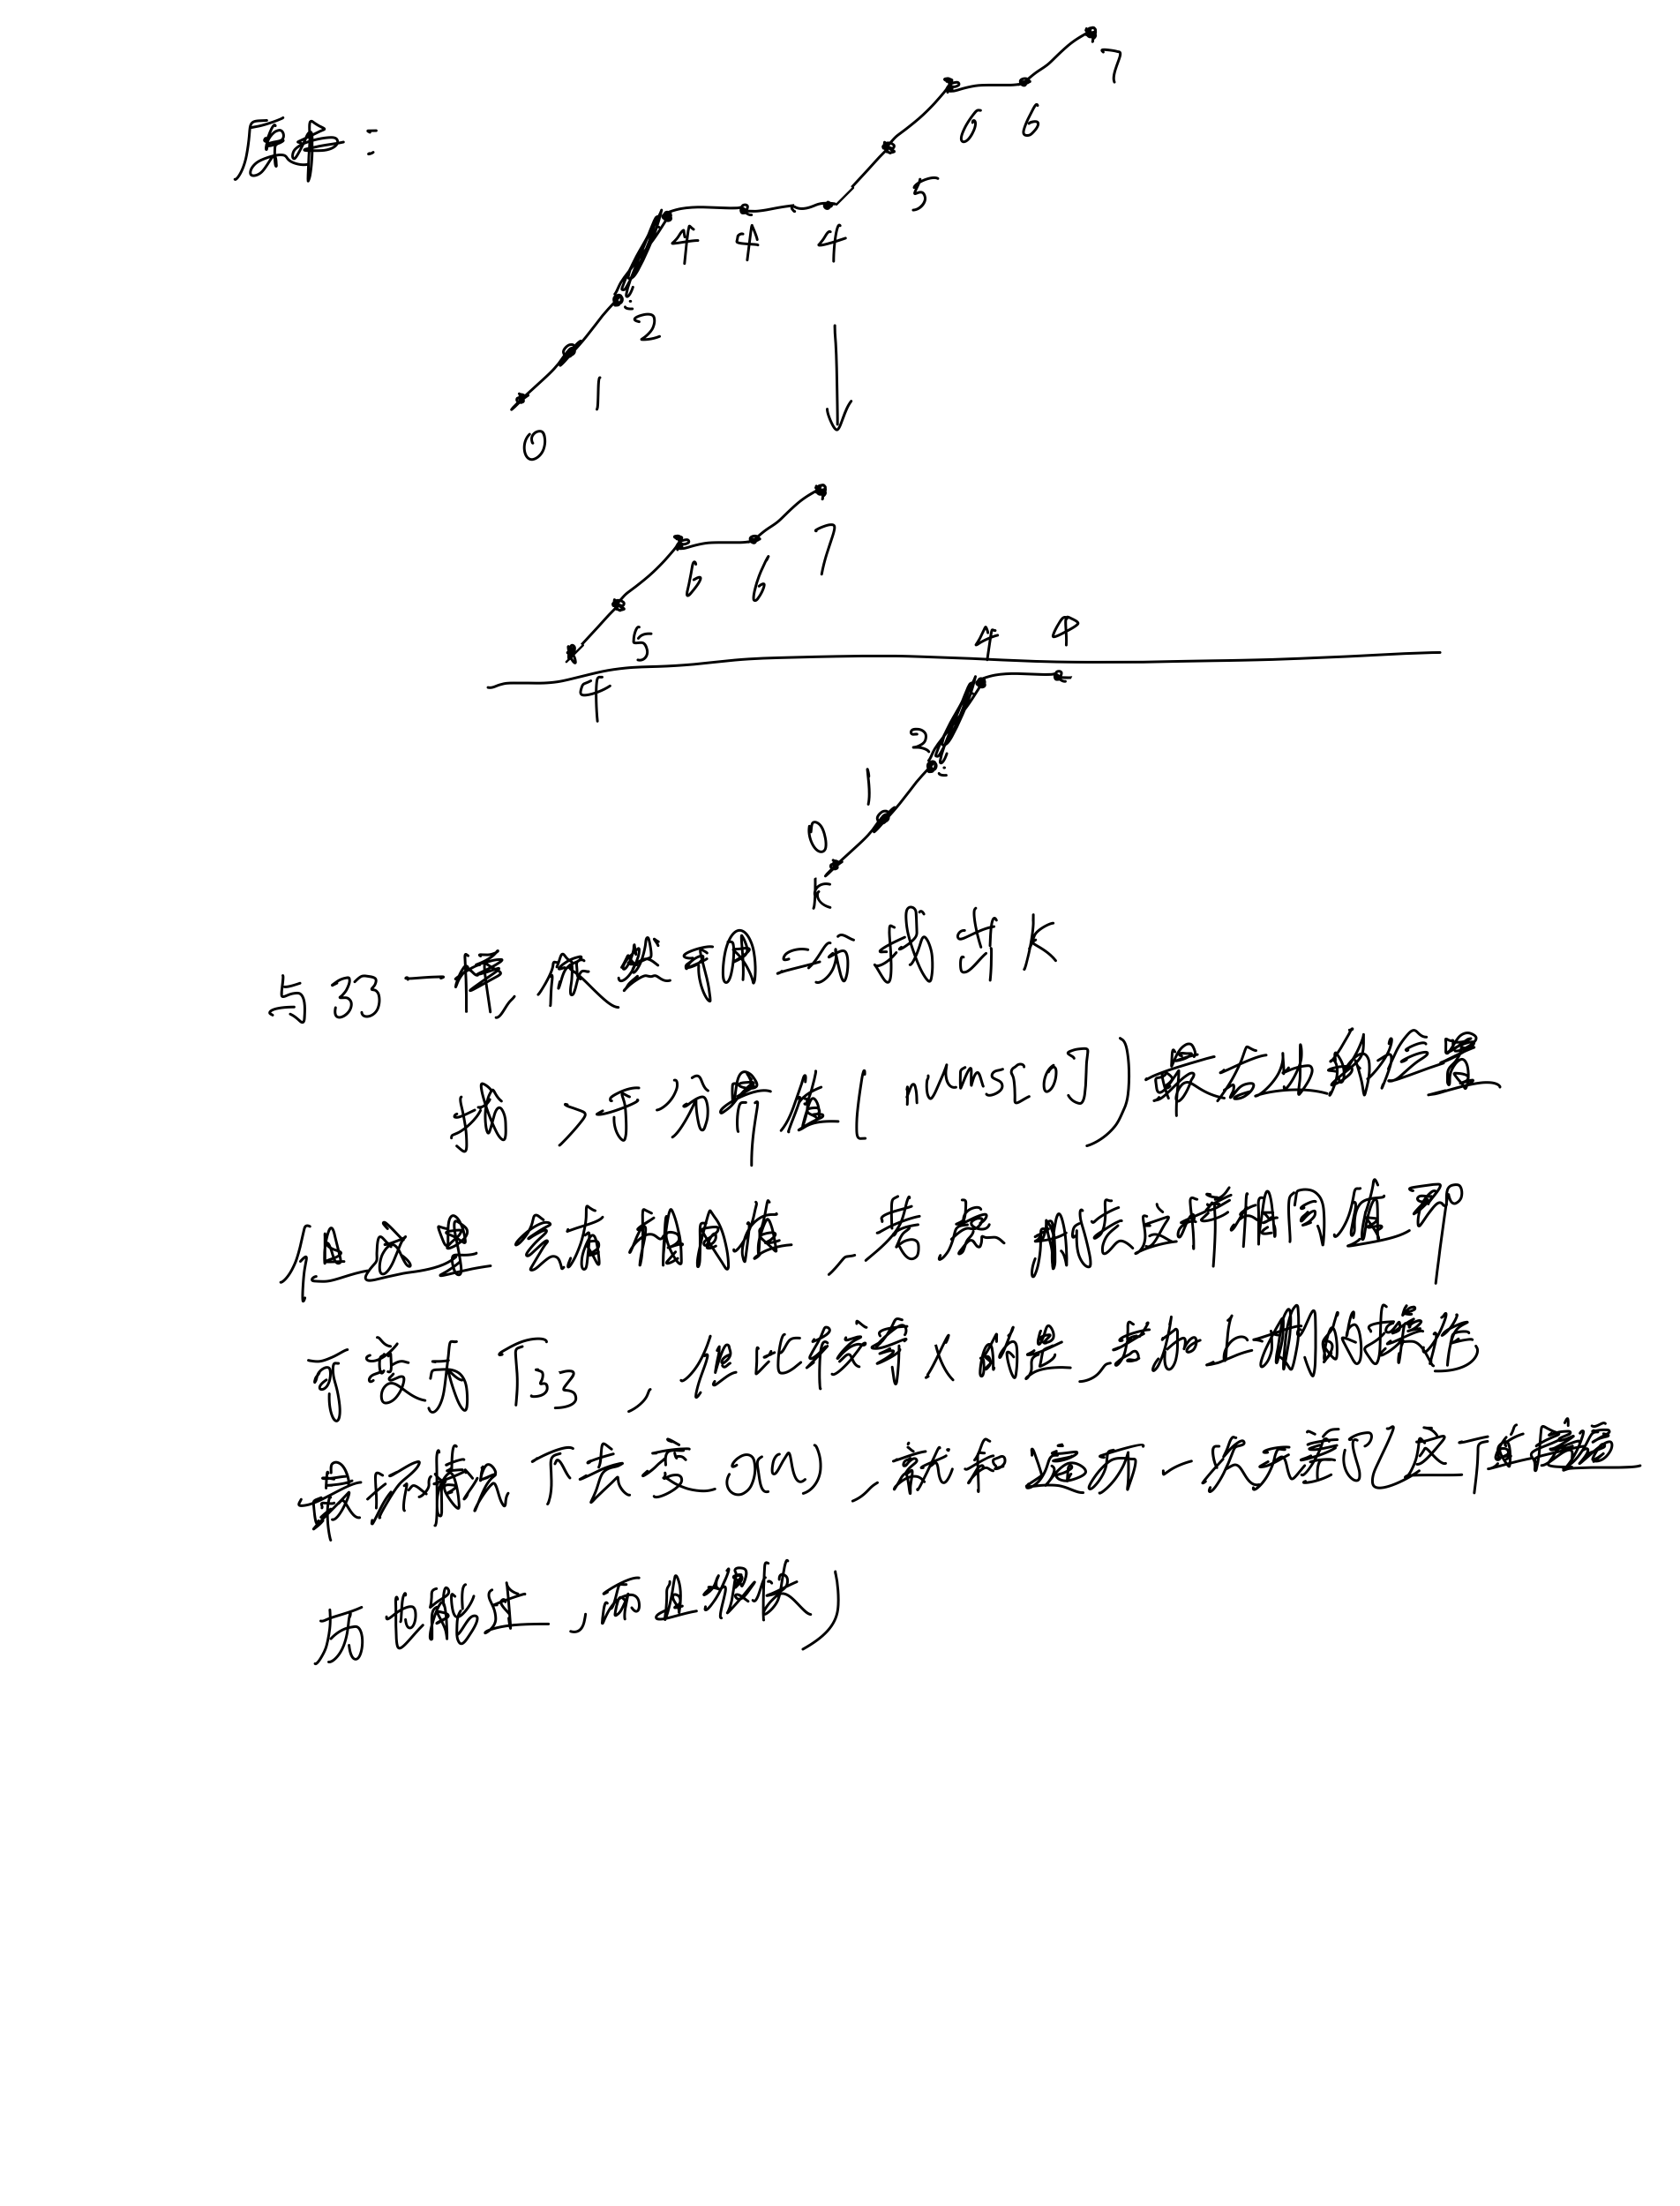 原本：
7
6 6
5
4 4 4
2
1
0
7
6 6
5
4 4
4
2
1
0
K
与33一样，依然可用二分找出K
找 >于分界值(nums[0])最右边的位置
但这里会有相同值，若能删去这样相同值即
可变为T33，但比较害人的是，若加上删的操作
最坏情况下去变O(n)，就和遍历一次无差了(这下直接遍
历也能过，而且很快)